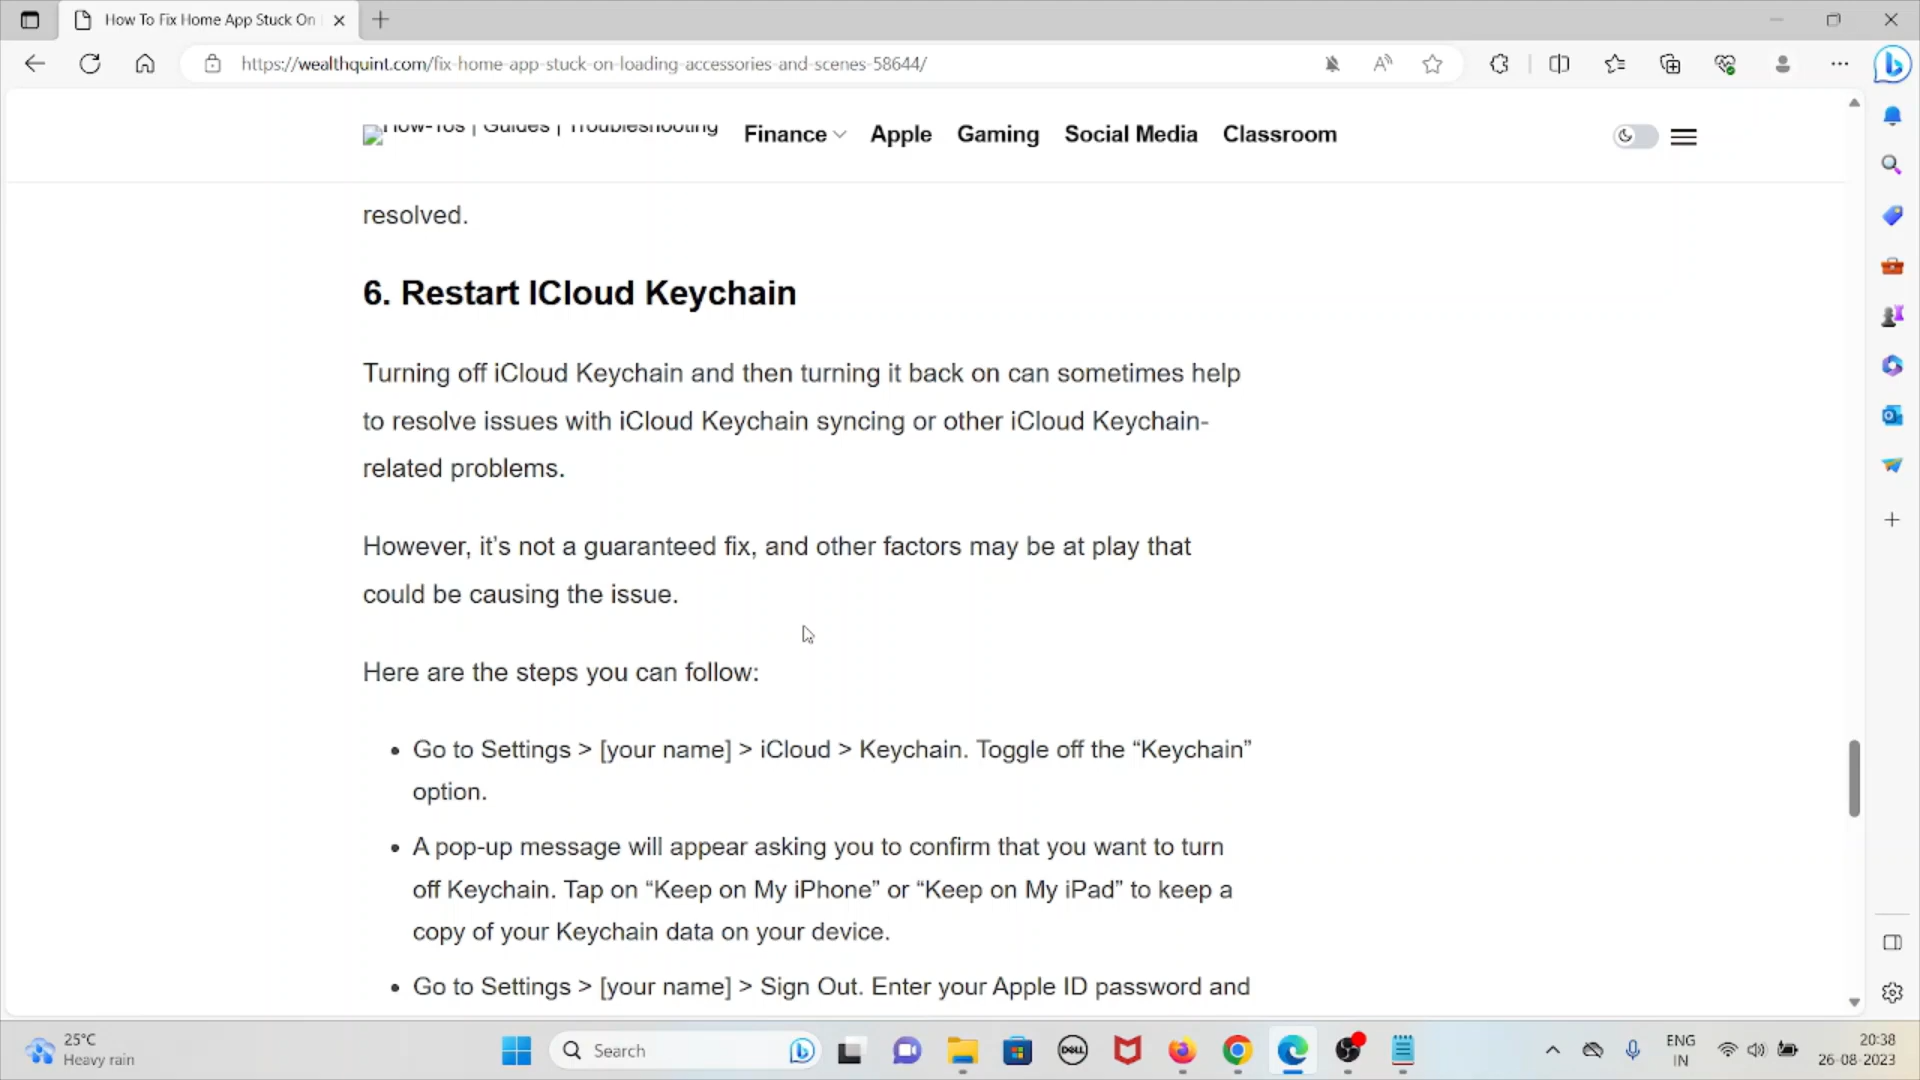 How To Fix Home App Stuck On
https://wealthquint.com/fix-home-app-stuck-on-loading-accessories-and-scenes-58644/
How-Tos | Guides | Troubleshooting Finance Apple Gaming Social Media Classroom
resolved.
6. Restart ICloud Keychain
Turning off iCloud Keychain and then turning it back on can sometimes help
to resolve issues with iCloud Keychain syncing or other iCloud Keychain-
related problems.
However, it’s not a guaranteed fix, and other factors may be at play that
could be causing the issue.
Here are the steps you can follow:
• Go to Settings > [your name] > iCloud > Keychain. Toggle off the “Keychain”
option.
• A pop-up message will appear asking you to confirm that you want to turn
off Keychain. Tap on “Keep on My iPhone” or “Keep on My iPad” to keep a
copy of your Keychain data on your device.
• Go to Settings > [your name] > Sign Out. Enter your Apple ID password and
25°C
Heavy rain
Search
DELL
ENG
IN
20:38
26-08-2023